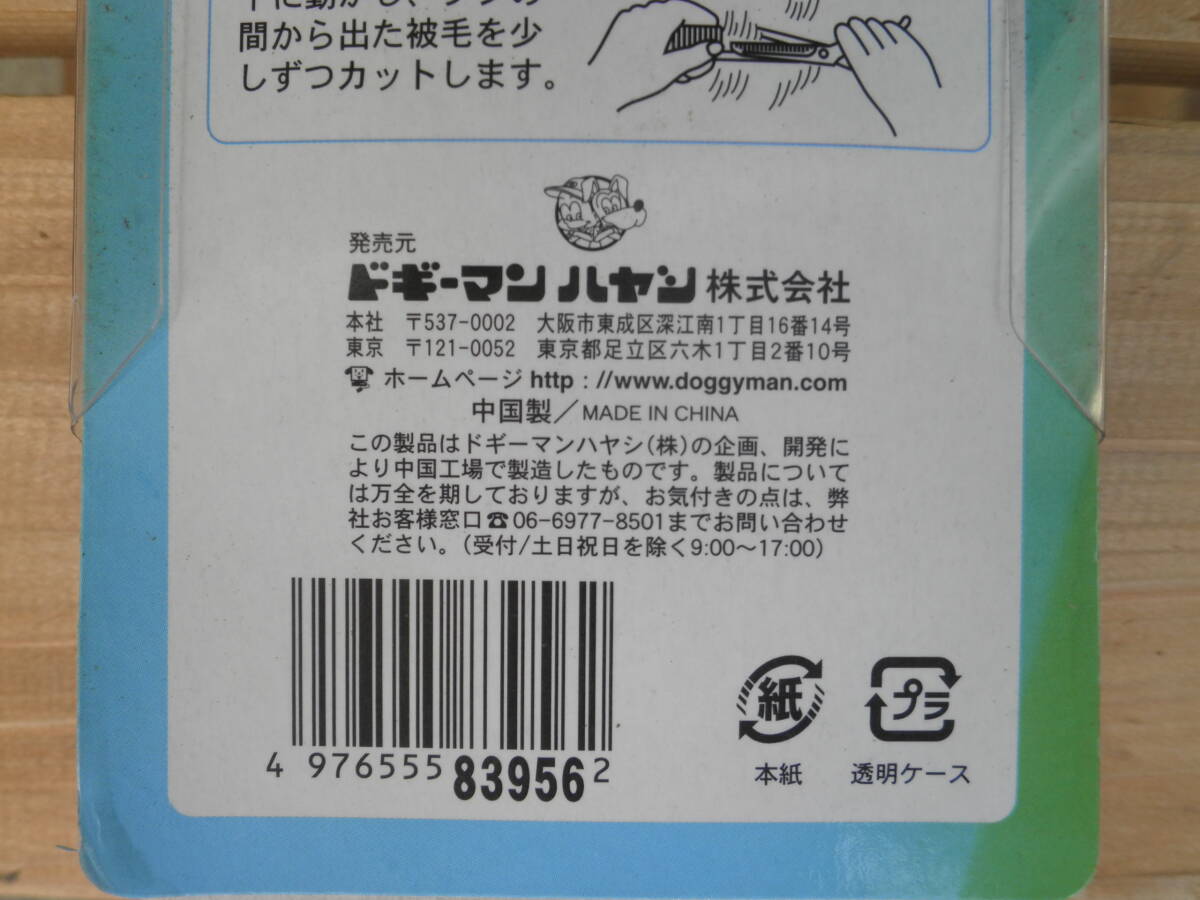 間から出た被毛を少
しずつカットします。
発売元
ドギーマン ハヤシ 株式会社
本社 〒537-0002 大阪市東成区深江南1丁目16番14号
東京 〒121-0052 東京都足立区六木1丁目2番10号
ホームページ http : //www.doggyman.com
中国製／MADE IN CHINA
この製品はドギーマンハヤシ(株)の企画、開発に
より中国工場で製造したものです。製品について
は万全を期しておりますが、お気付きの点は、弊
社お客様窓口☎06-6977-8501までお問い合わせ
ください。(受付/土日祝日を除く9:00〜17:00)
4 976555 839562
紙
プラ
本紙
透明ケース